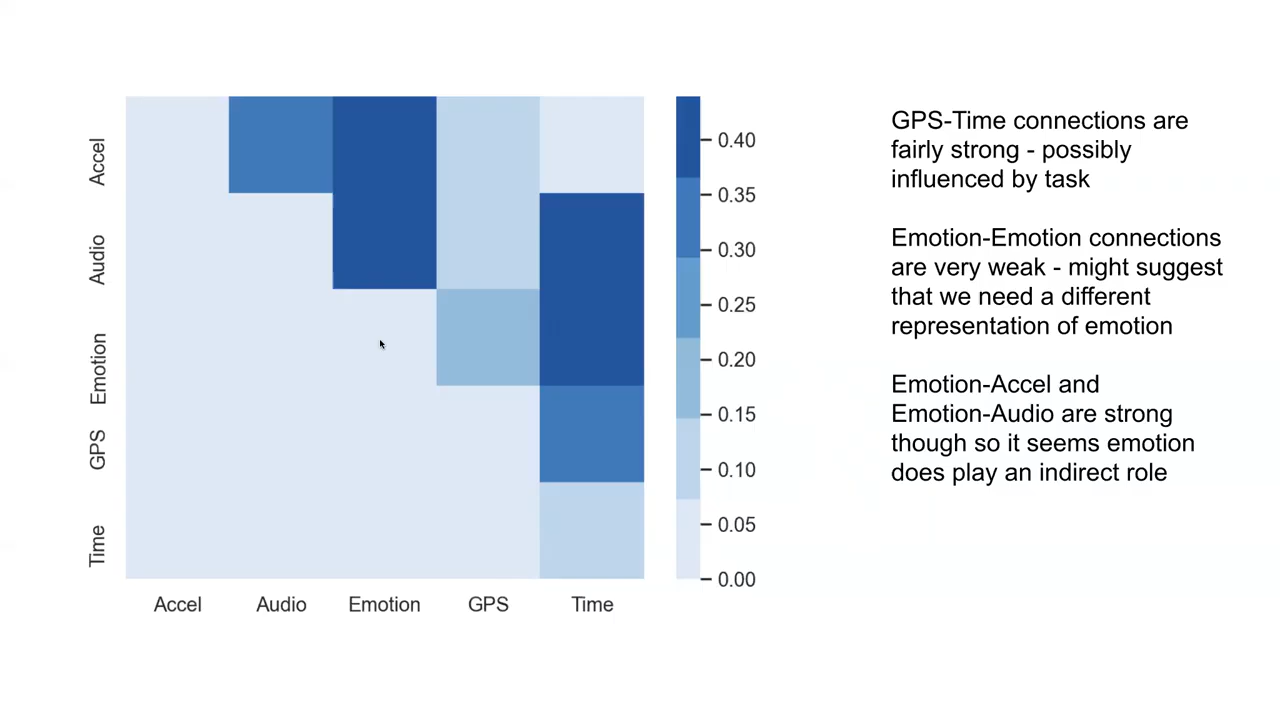 Accel
Audio
Emotion
GPS
Time
Accel
Audio
Emotion
GPS
Time
0.40
0.35
0.30
0.25
0.20
0.15
0.10
0.05
0.00
GPS-Time connections are
fairly strong - possibly
influenced by task
Emotion-Emotion connections
are very weak - might suggest
that we need a different
representation of emotion
Emotion-Accel and
Emotion-Audio are strong
though so it seems emotion
does play an indirect role